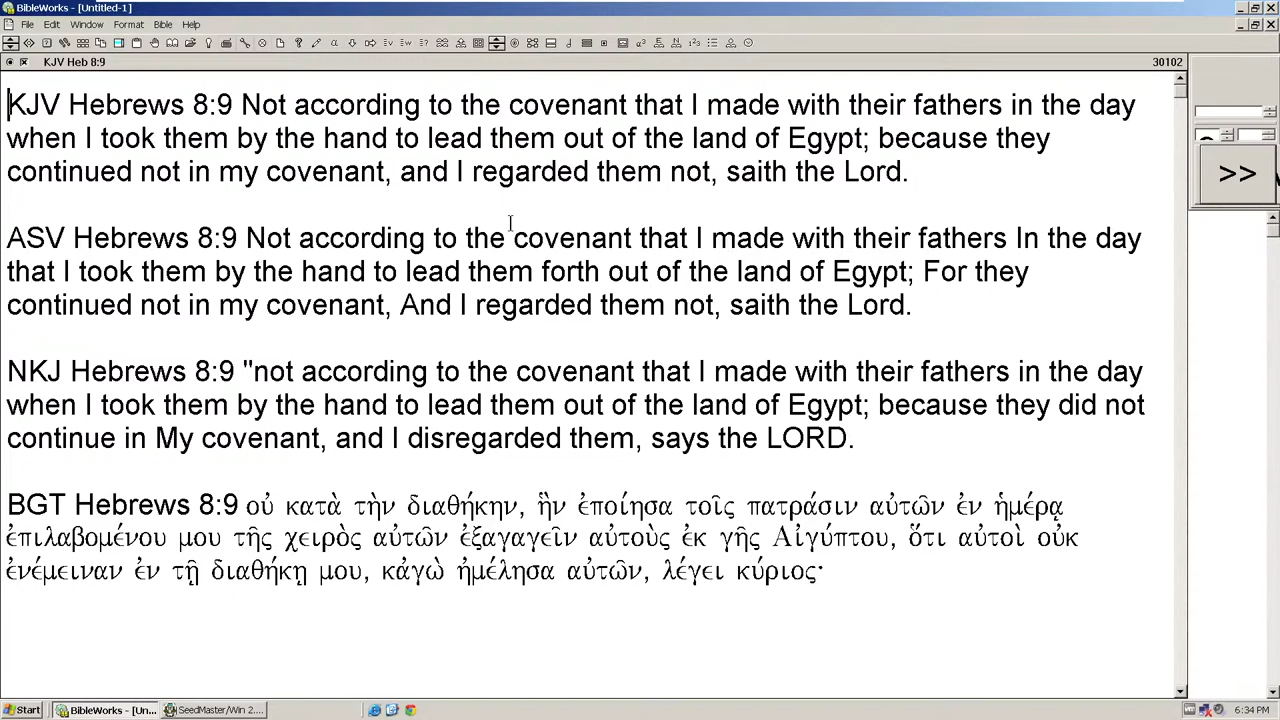 BibleWorks - [Untitled-1]
File Edit Window Format Bible Help
KJV Heb 8:9 30102
KJV Hebrews 8:9 Not according to the covenant that I made with their fathers in the day
when I took them by the hand to lead them out of the land of Egypt; because they
continued not in my covenant, and I regarded them not, saith the Lord.
>>
ASV Hebrews 8:9 Not according to the covenant that I made with their fathers In the day
that I took them by the hand to lead them forth out of the land of Egypt; For they
continued not in my covenant, And I regarded them not, saith the Lord.
NKJ Hebrews 8:9 "not according to the covenant that I made with their fathers in the day
when I took them by the hand to lead them out of the land of Egypt; because they did not
continue in My covenant, and I disregarded them, says the LORD.
BGT Hebrews 8:9 οὐ κατὰ τὴν διαθήκην, ἣν ἐποίησα τοῖς πατράσιν αὐτῶν ἐν ἡμέρᾳ
ἐπιλαβομένου μου τῆς χειρὸς αὐτῶν ἐξαγαγεῖν αὐτοὺς ἐκ γῆς Αἰγύπτου, ὅτι αὐτοὶ οὐκ
ἐνέμειναν ἐν τῇ διαθήκῃ μου, κἀγὼ ἠμέλησα αὐτῶν, λέγει κύριος·
Start BibleWorks - [Un... SeedMaster/Win 2.... 6:34 PM